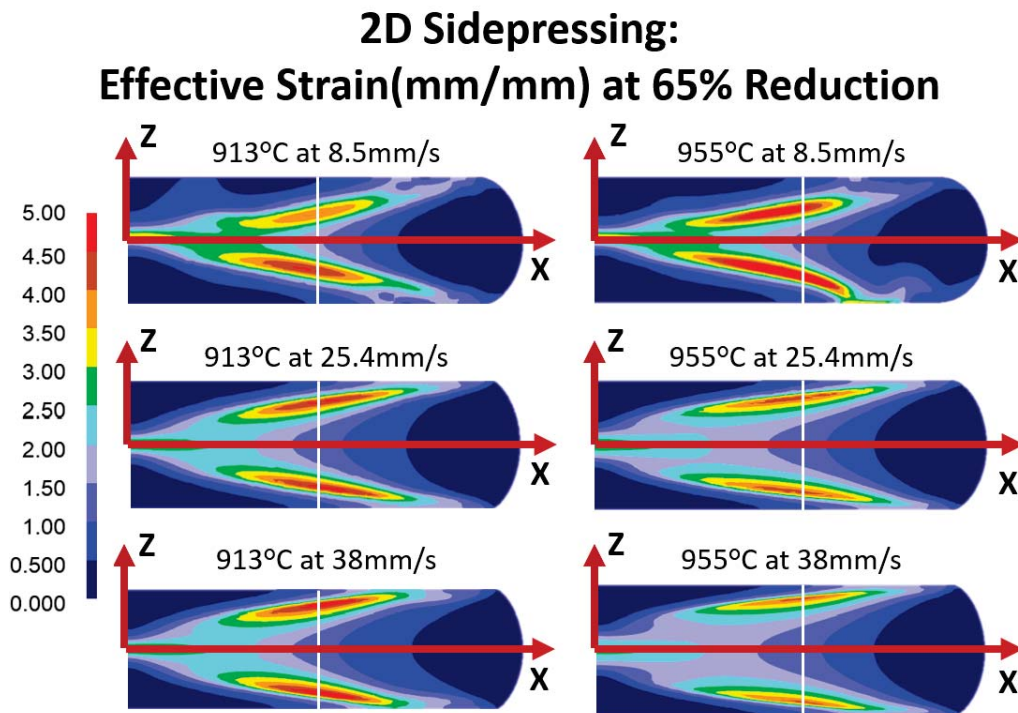 2D Sidepressing:
Effective Strain(mm/mm) at 65% Reduction
Z
913°C at 8.5mm/s
X
Z
955°C at 8.5mm/s
X
5.00
4.50
4.00
3.50
3.00
2.50
2.00
1.50
1.00
0.500
0.000
Z
913°C at 25.4mm/s
X
Z
955°C at 25.4mm/s
X
Z
913°C at 38mm/s
X
Z
955°C at 38mm/s
X